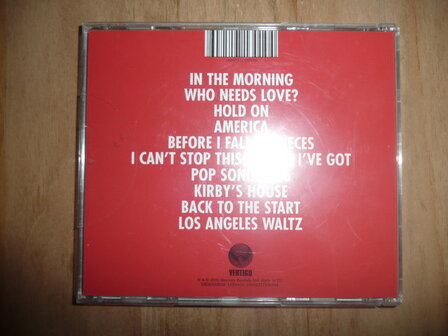 IN THE MORNING
WHO NEEDS LOVE?
HOLD ON
AMERICA
BEFORE I FALL
I CAN'T STOP THIS I'VE GOT
POP SONG
KIRBY'S HOUSE
BACK TO THE START
LOS ANGELES WALTZ
VERTIGO